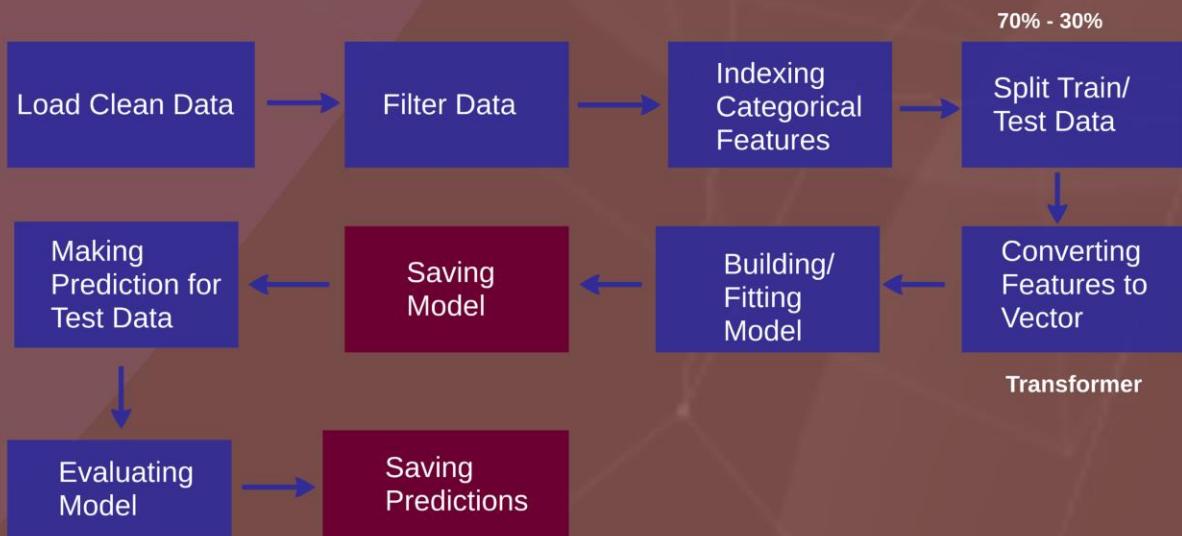 70% - 30%
Load Clean Data
Filter Data
Indexing
Categorical
Features
Split Train/
Test Data
Converting
Features to
Vector
Transformer
Building/
Fitting
Model
Saving
Model
Making
Prediction for
Test Data
Evaluating
Model
Saving
Predictions